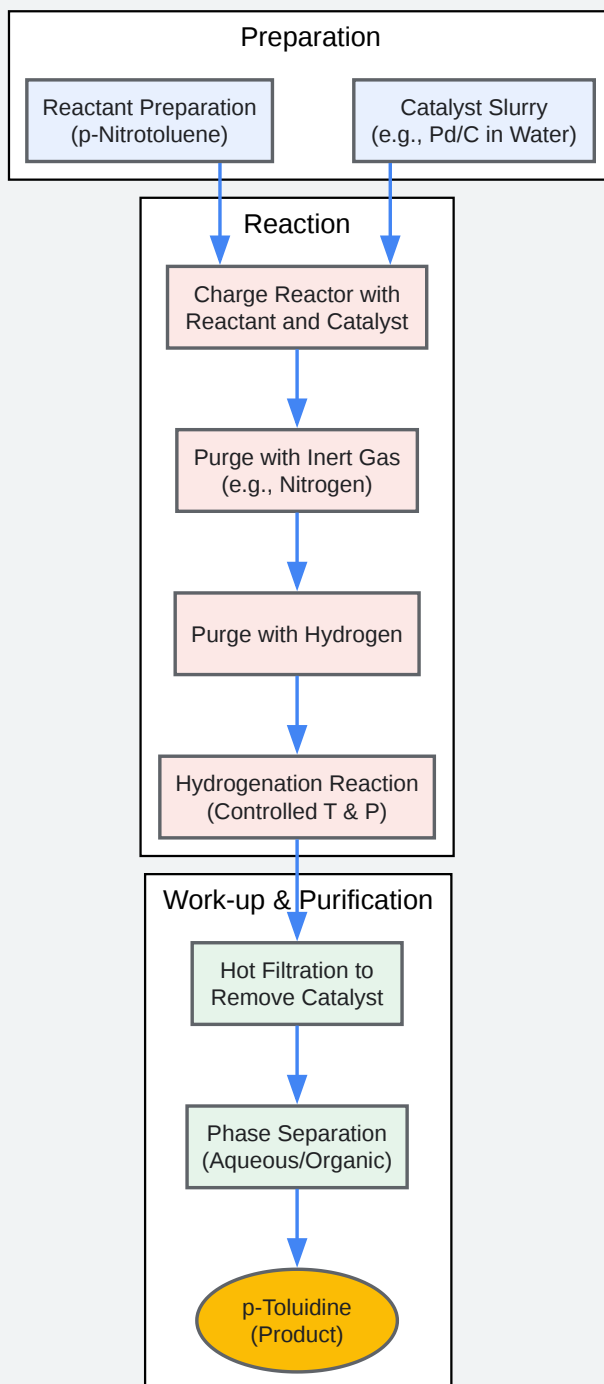 Preparation
Reactant Preparation
(p-Nitrotoluene)
Catalyst Slurry
(e.g., Pd/C in Water)
Reaction
Charge Reactor with
Reactant and Catalyst
Purge with Inert Gas
(e.g., Nitrogen)
Purge with Hydrogen
Hydrogenation Reaction
(Controlled T & P)
Work-up & Purification
Hot Filtration to
Remove Catalyst
Phase Separation
(Aqueous/Organic)
p-Toluidine
(Product)